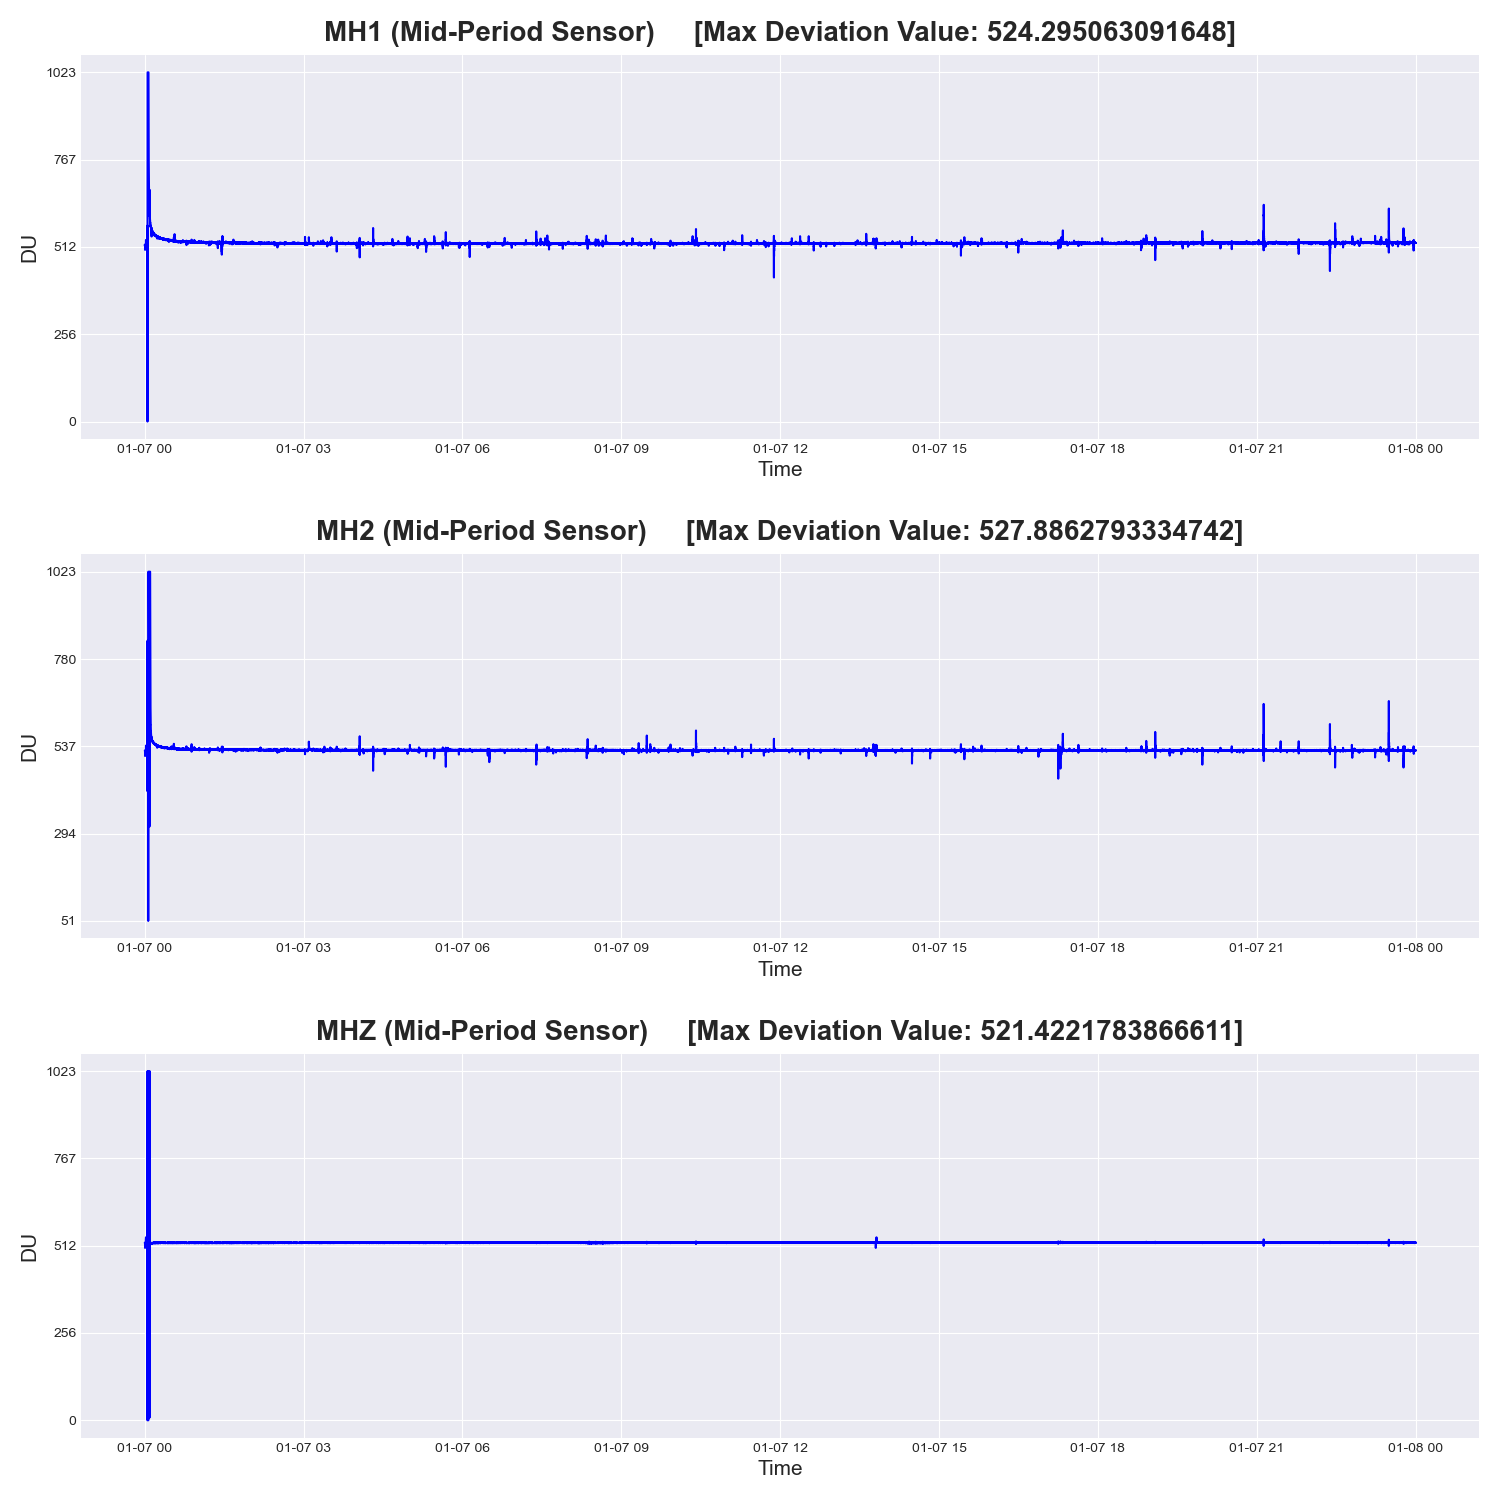 MH1 (Mid-Period Sensor) [Max Deviation Value: 524.295063091648]
1023
767
512
256
0
DU
01-07 00 01-07 03 01-07 06 01-07 09 01-07 12 01-07 15 01-07 18 01-07 21 01-08 00
Time
MH2 (Mid-Period Sensor) [Max Deviation Value: 527.8862793334742]
1023
780
537
294
51
DU
01-07 00 01-07 03 01-07 06 01-07 09 01-07 12 01-07 15 01-07 18 01-07 21 01-08 00
Time
MHZ (Mid-Period Sensor) [Max Deviation Value: 521.4221783866611]
1023
767
512
256
0
DU
01-07 00 01-07 03 01-07 06 01-07 09 01-07 12 01-07 15 01-07 18 01-07 21 01-08 00
Time